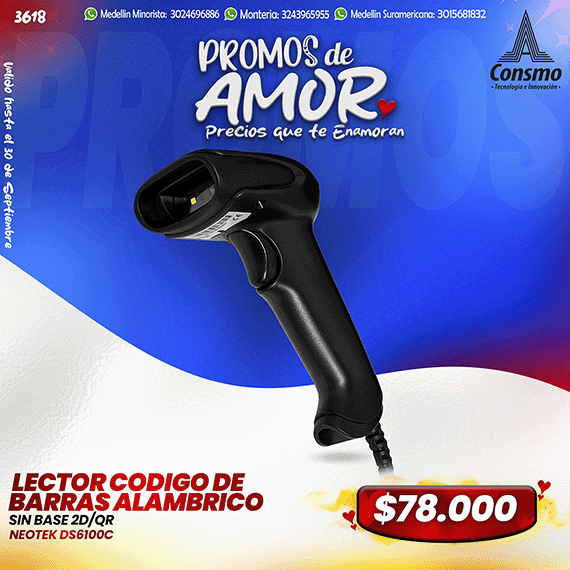 3618
Medellin Minorista: 3024696886
Monteria: 3243965955
Medellin Suramericana: 3015681832
Valido hasta el 30 de Septiembre
PROMOS de
AMOR
Precios que te Enamoran
Consmo
- Tecnología e Innovación -
PROMOS
LECTOR CODIGO DE
BARRAS ALAMBRICO
SIN BASE 2D/QR
NEOTEK DS6100C
$78.000